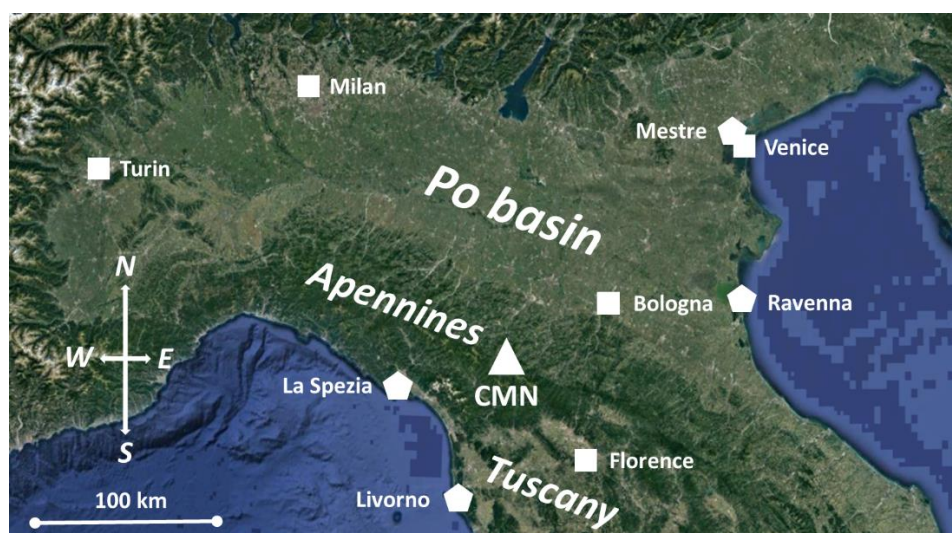 Milan
Mestre
Venice
Turin
Po basin
N
Apennines
Bologna
Ravenna
W
E
La Spezia
CMN
S
Florence
Tuscany
100 km
Livorno